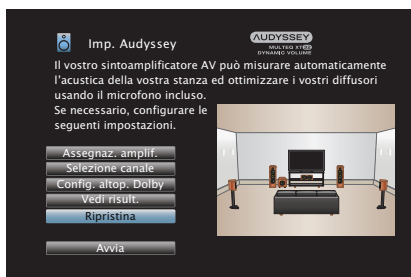 Imp. Audyssey
AUDYSSEY
MULTEQ XT32
DYNAMIC VOLUME
Il vostro sintoamplificatore AV può misurare automaticamente
l'acustica della vostra stanza ed ottimizzare i vostri diffusori
usando il microfono incluso.
Se necessario, configurare le
seguenti impostazioni.
Assegnaz. amplif.
Selezione canale
Config. altop. Dolby
Vedi risult.
Ripristina
Avvia